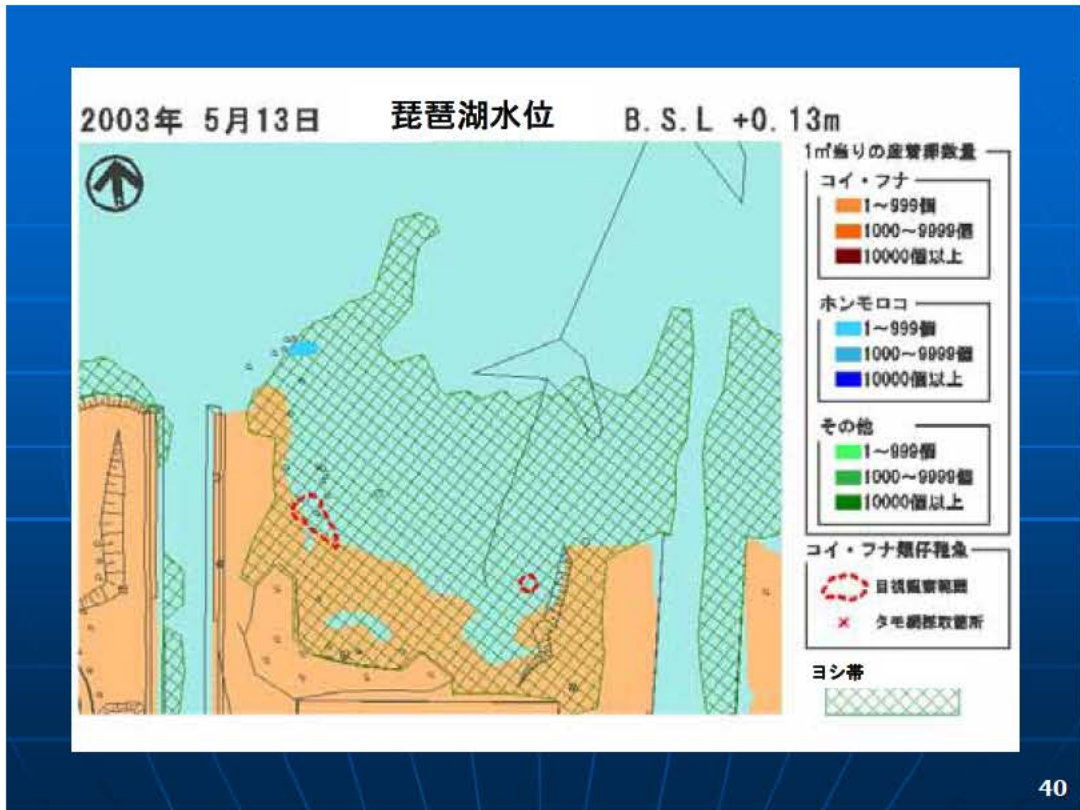 2003年 5月13日 琵琶湖水位 B.S.L +0.13m
1㎡当りの産着卵数量
コイ・フナ
1～999個
1000～9999個
10000個以上
ホンモロコ
1～999個
1000～9999個
10000個以上
その他
1～999個
1000～9999個
10000個以上
コイ・フナ類仔稚魚
目視観察範囲
タモ網採取箇所
ヨシ帯
40